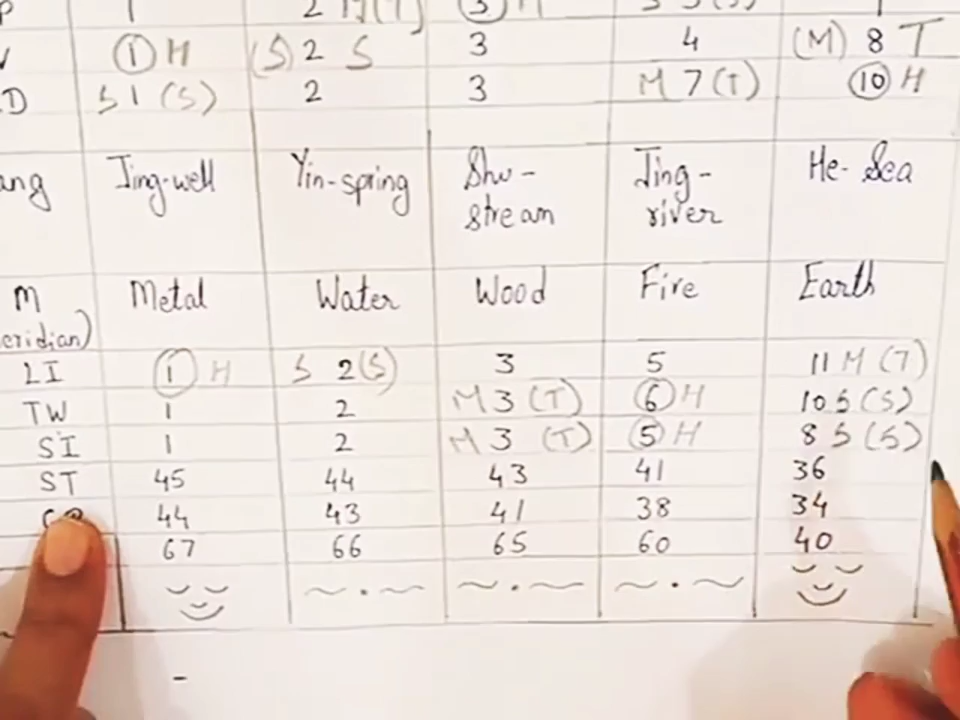 1 2 M(T) 3 H
1 H (S) 2 S 3 4 (M) 8 T
S 1 (S) 2 3 M 7 (T) 10 H
ang Jing-well Yin-spring Shu- Jing- He-Sea
stream river
M Metal Water Wood Fire Earth
eridian)
LI 1 H S 2(S) 3 5 11 M (T)
TW 1 2 M 3 (T) 6 H 10 S (S)
SI 1 2 M 3 (T) 5 H 8 S (S)
ST 45 44 43 41 36
44 43 41 38 34
67 66 65 60 40